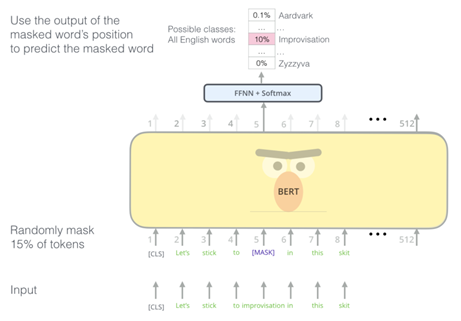 Use the output of the
masked word's position
to predict the masked word
Possible classes:
All English words
0.1% Aardvark
... ...
10% Improvisation
... ...
0% Zyzzyva
FFNN + Softmax
1 2 3 4 5 6 7 8 ... 512
BERT
Randomly mask
15% of tokens
1 2 3 4 5 6 7 8 ... 512
[CLS] Let's stick to [MASK] in this skit
Input
[CLS] Let's stick to improvisation in this skit